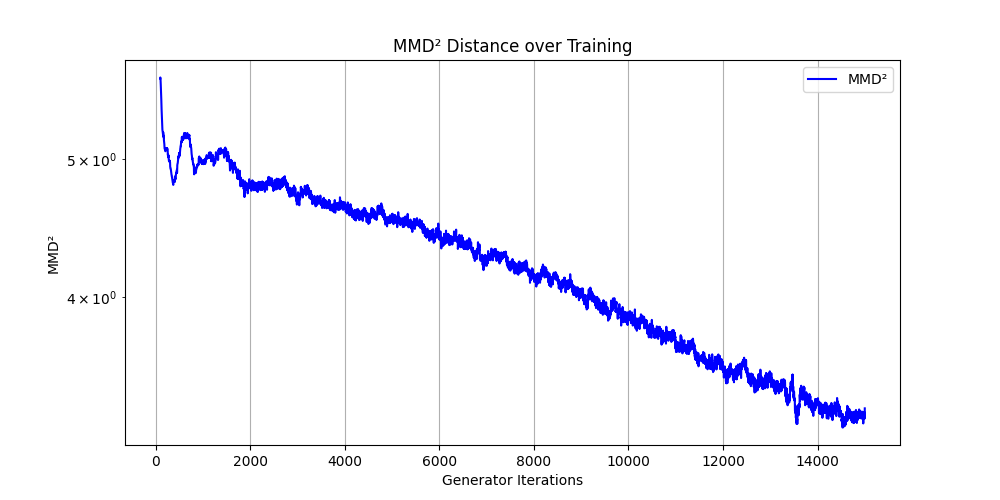 MMD² Distance over Training
MMD²
5 × 10⁰
4 × 10⁰
MMD²
0 2000 4000 6000 8000 10000 12000 14000
Generator Iterations